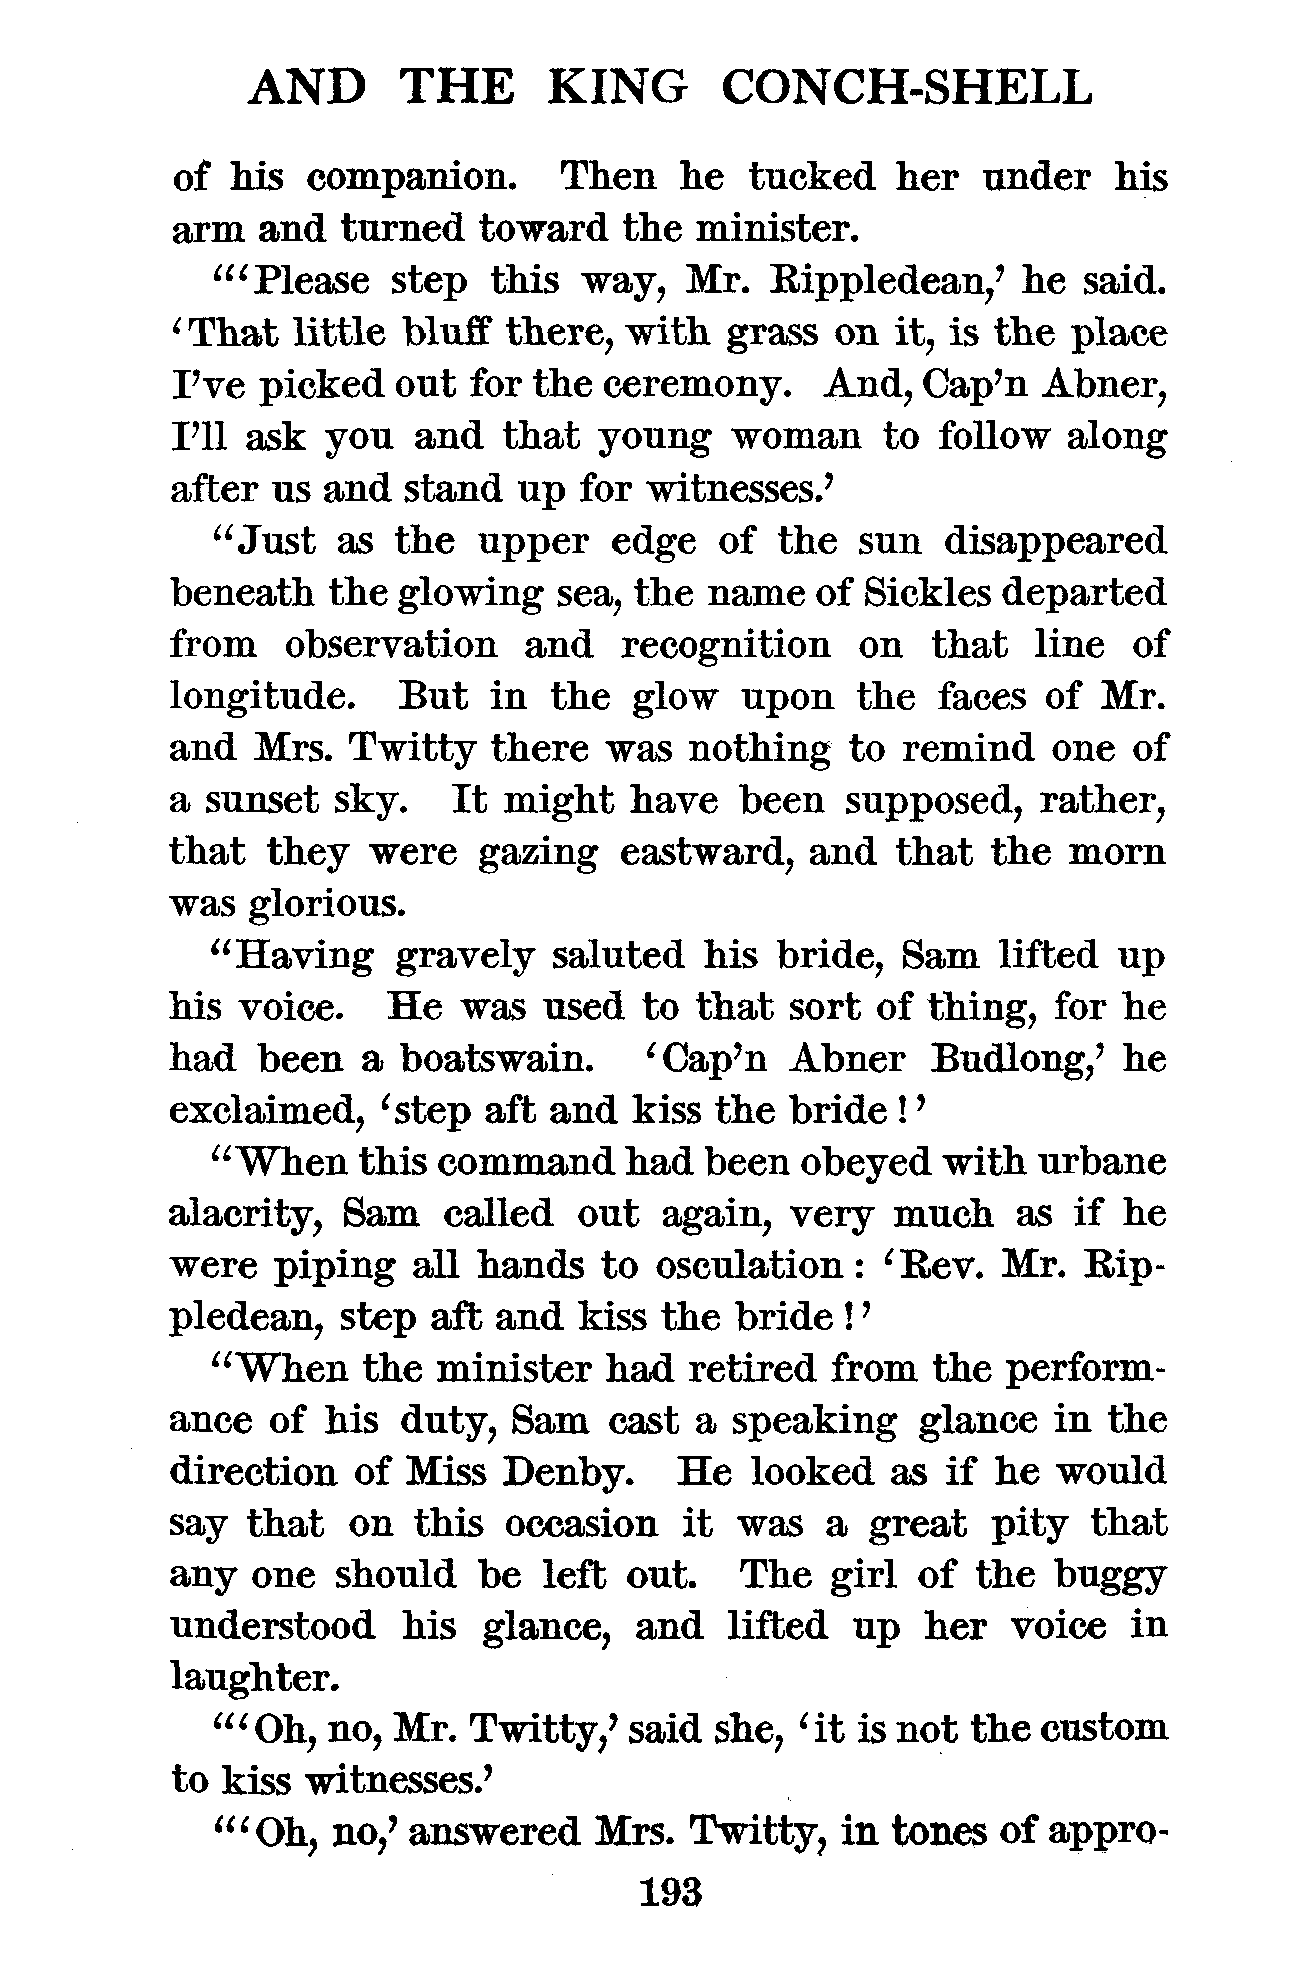 AND THE KING CONCH-SHELL
of his companion. Then he tucked her under his
arm and turned toward the minister.
"'Please step this way, Mr. Rippledean,' he said.
'That little bluff there, with grass on it, is the place
I've picked out for the ceremony. And, Cap'n Abner,
I'll ask you and that young woman to follow along
after us and stand up for witnesses.'
"Just as the upper edge of the sun disappeared
beneath the glowing sea, the name of Sickles departed
from observation and recognition on that line of
longitude. But in the glow upon the faces of Mr.
and Mrs. Twitty there was nothing to remind one of
a sunset sky. It might have been supposed, rather,
that they were gazing eastward, and that the morn
was glorious.
"Having gravely saluted his bride, Sam lifted up
his voice. He was used to that sort of thing, for he
had been a boatswain. 'Cap'n Abner Budlong,' he
exclaimed, 'step aft and kiss the bride!'
"When this command had been obeyed with urbane
alacrity, Sam called out again, very much as if he
were piping all hands to osculation: 'Rev. Mr. Rip-
pledean, step aft and kiss the bride!'
"When the minister had retired from the perform-
ance of his duty, Sam cast a speaking glance in the
direction of Miss Denby. He looked as if he would
say that on this occasion it was a great pity that
any one should be left out. The girl of the buggy
understood his glance, and lifted up her voice in
laughter.
"'Oh, no, Mr. Twitty,' said she, 'it is not the custom
to kiss witnesses.'
"'Oh, no,' answered Mrs. Twitty, in tones of appro-
193